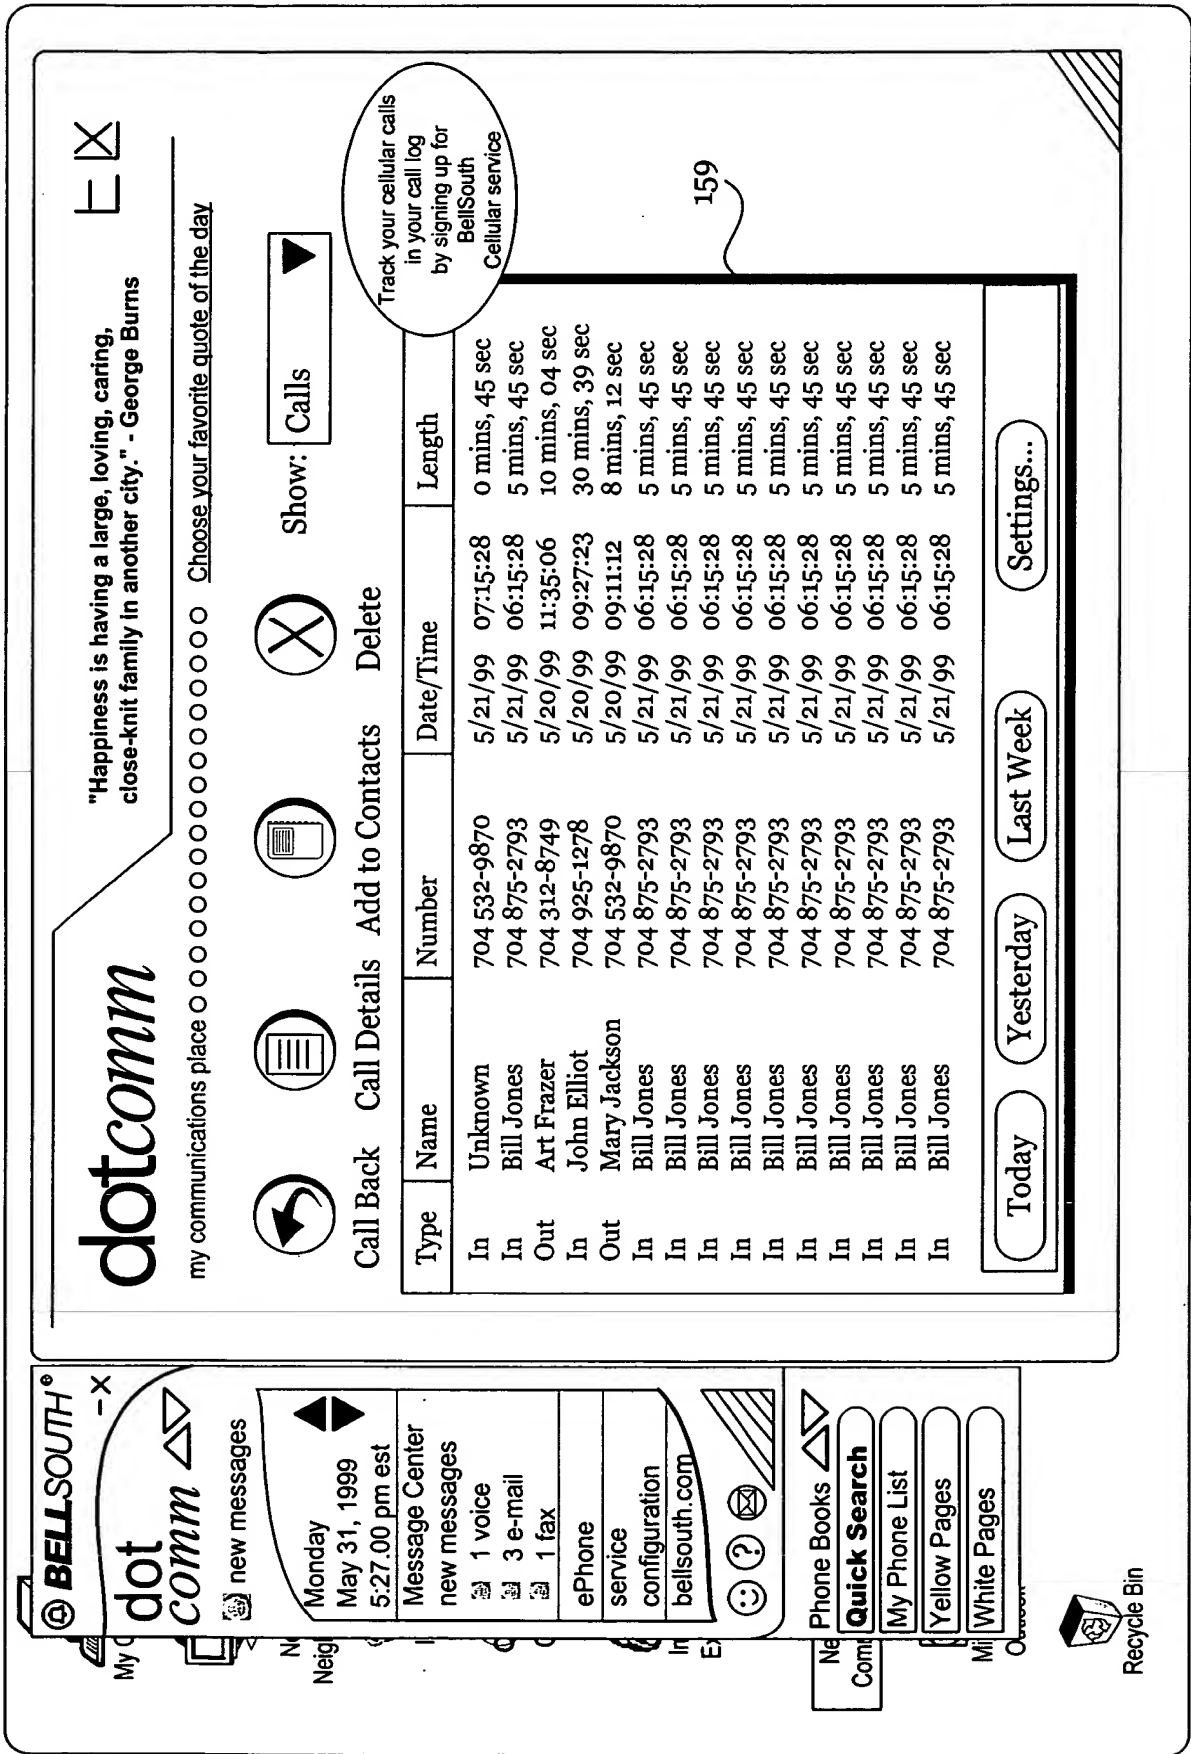 BELLSOUTH®
- X
dot
comm
new messages
Monday
May 31, 1999
5:27.00 pm est
Message Center
new messages
1 voice
3 e-mail
1 fax
ePhone
service
configuration
bellsouth.com
?
Phone Books
Quick Search
My Phone List
Yellow Pages
White Pages
My
Neigh
Ne
Com
Recycle Bin
dotcomm
"Happiness is having a large, loving, caring,
close-knit family in another city." - George Burns
my communications place Choose your favorite quote of the day
Call Back Call Details Add to Contacts Delete
Show: Calls
Track your cellular calls
in your call log
by signing up for
BellSouth
Cellular service
159
Type Name Number Date/Time Length
In Unknown 704 532-9870 5/21/99 07:15:28 0 mins, 45 sec
In Bill Jones 704 875-2793 5/21/99 06:15:28 5 mins, 45 sec
Out Art Frazer 704 312-8749 5/20/99 11:35:06 10 mins, 04 sec
In John Elliot 704 925-1278 5/20/99 09:27:23 30 mins, 39 sec
Out Mary Jackson 704 532-9870 5/20/99 09:11:12 8 mins, 12 sec
In Bill Jones 704 875-2793 5/21/99 06:15:28 5 mins, 45 sec
In Bill Jones 704 875-2793 5/21/99 06:15:28 5 mins, 45 sec
In Bill Jones 704 875-2793 5/21/99 06:15:28 5 mins, 45 sec
In Bill Jones 704 875-2793 5/21/99 06:15:28 5 mins, 45 sec
In Bill Jones 704 875-2793 5/21/99 06:15:28 5 mins, 45 sec
In Bill Jones 704 875-2793 5/21/99 06:15:28 5 mins, 45 sec
In Bill Jones 704 875-2793 5/21/99 06:15:28 5 mins, 45 sec
In Bill Jones 704 875-2793 5/21/99 06:15:28 5 mins, 45 sec
In Bill Jones 704 875-2793 5/21/99 06:15:28 5 mins, 45 sec
In Bill Jones 704 875-2793 5/21/99 06:15:28 5 mins, 45 sec
Today Yesterday Last Week Settings...